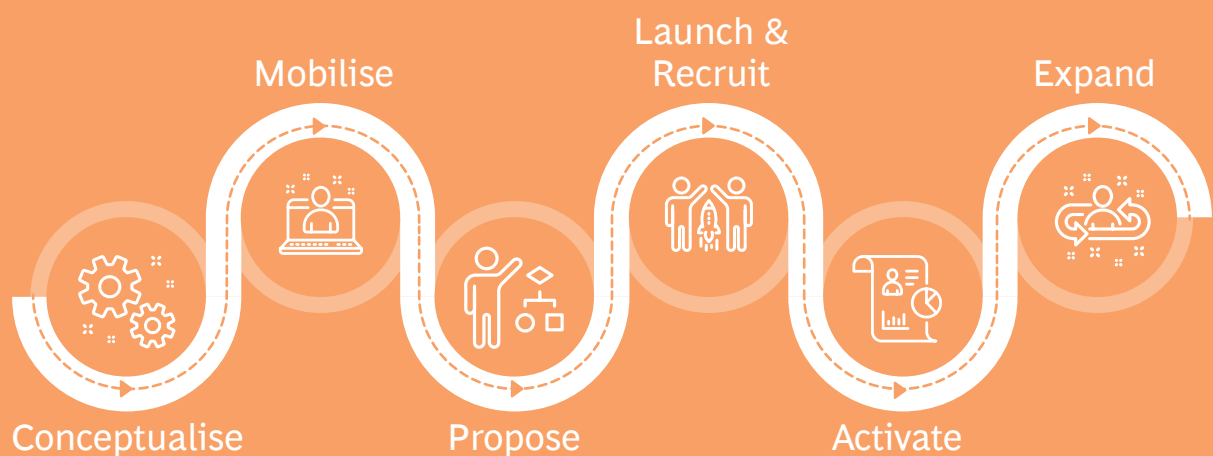 Conceptualise
Mobilise
Propose
Launch &
Recruit
Activate
Expand